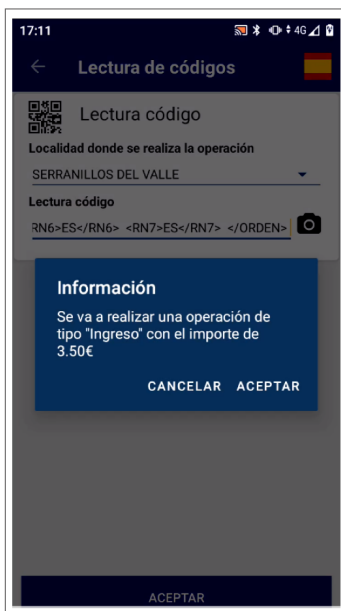 17:11
4G
Lectura de códigos
Lectura código
Localidad donde se realiza la operación
SERRANILLOS DEL VALLE
Lectura código
RN6>ES</RN6> <RN7>ES</RN7> </ORDEN>
Información
Se va a realizar una operación de
tipo "Ingreso" con el importe de
3.50€
CANCELAR ACEPTAR
ACEPTAR